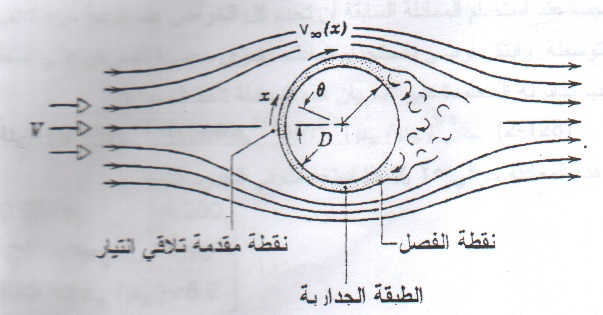 V∞(x)
x
θ
V
D
نقطة مقدمة تلاقي التيار
نقطة الفصل
الطبقة الجدارية